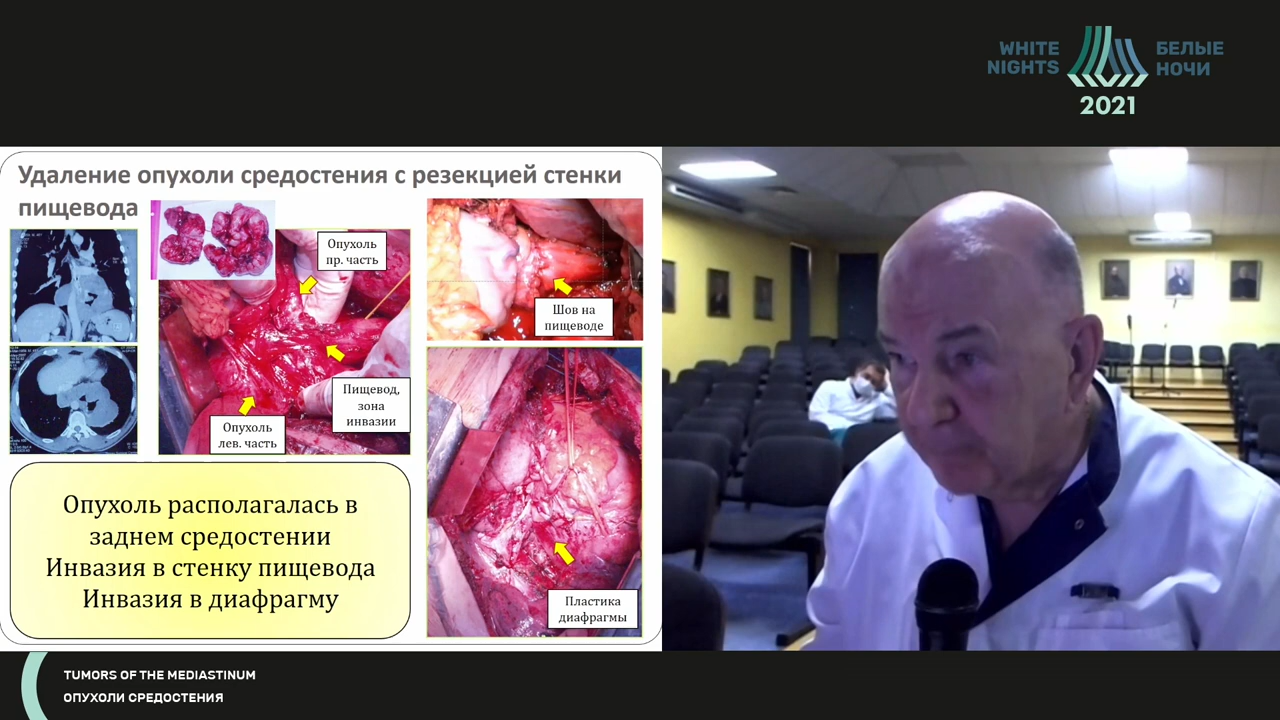 WHITE
NIGHTS
БЕЛЫЕ
НОЧИ
2021
Удаление опухоли средостения с резекцией стенки
пищевода
Опухоль
пр. часть
Пищевод,
зона
инвазии
Опухоль
лев. часть
Шов на
пищеводе
Пластика
диафрагмы
Опухоль располагалась в
заднем средостении
Инвазия в стенку пищевода
Инвазия в диафрагму
TUMORS OF THE MEDIASTINUM
ОПУХОЛИ СРЕДОСТЕНИЯ